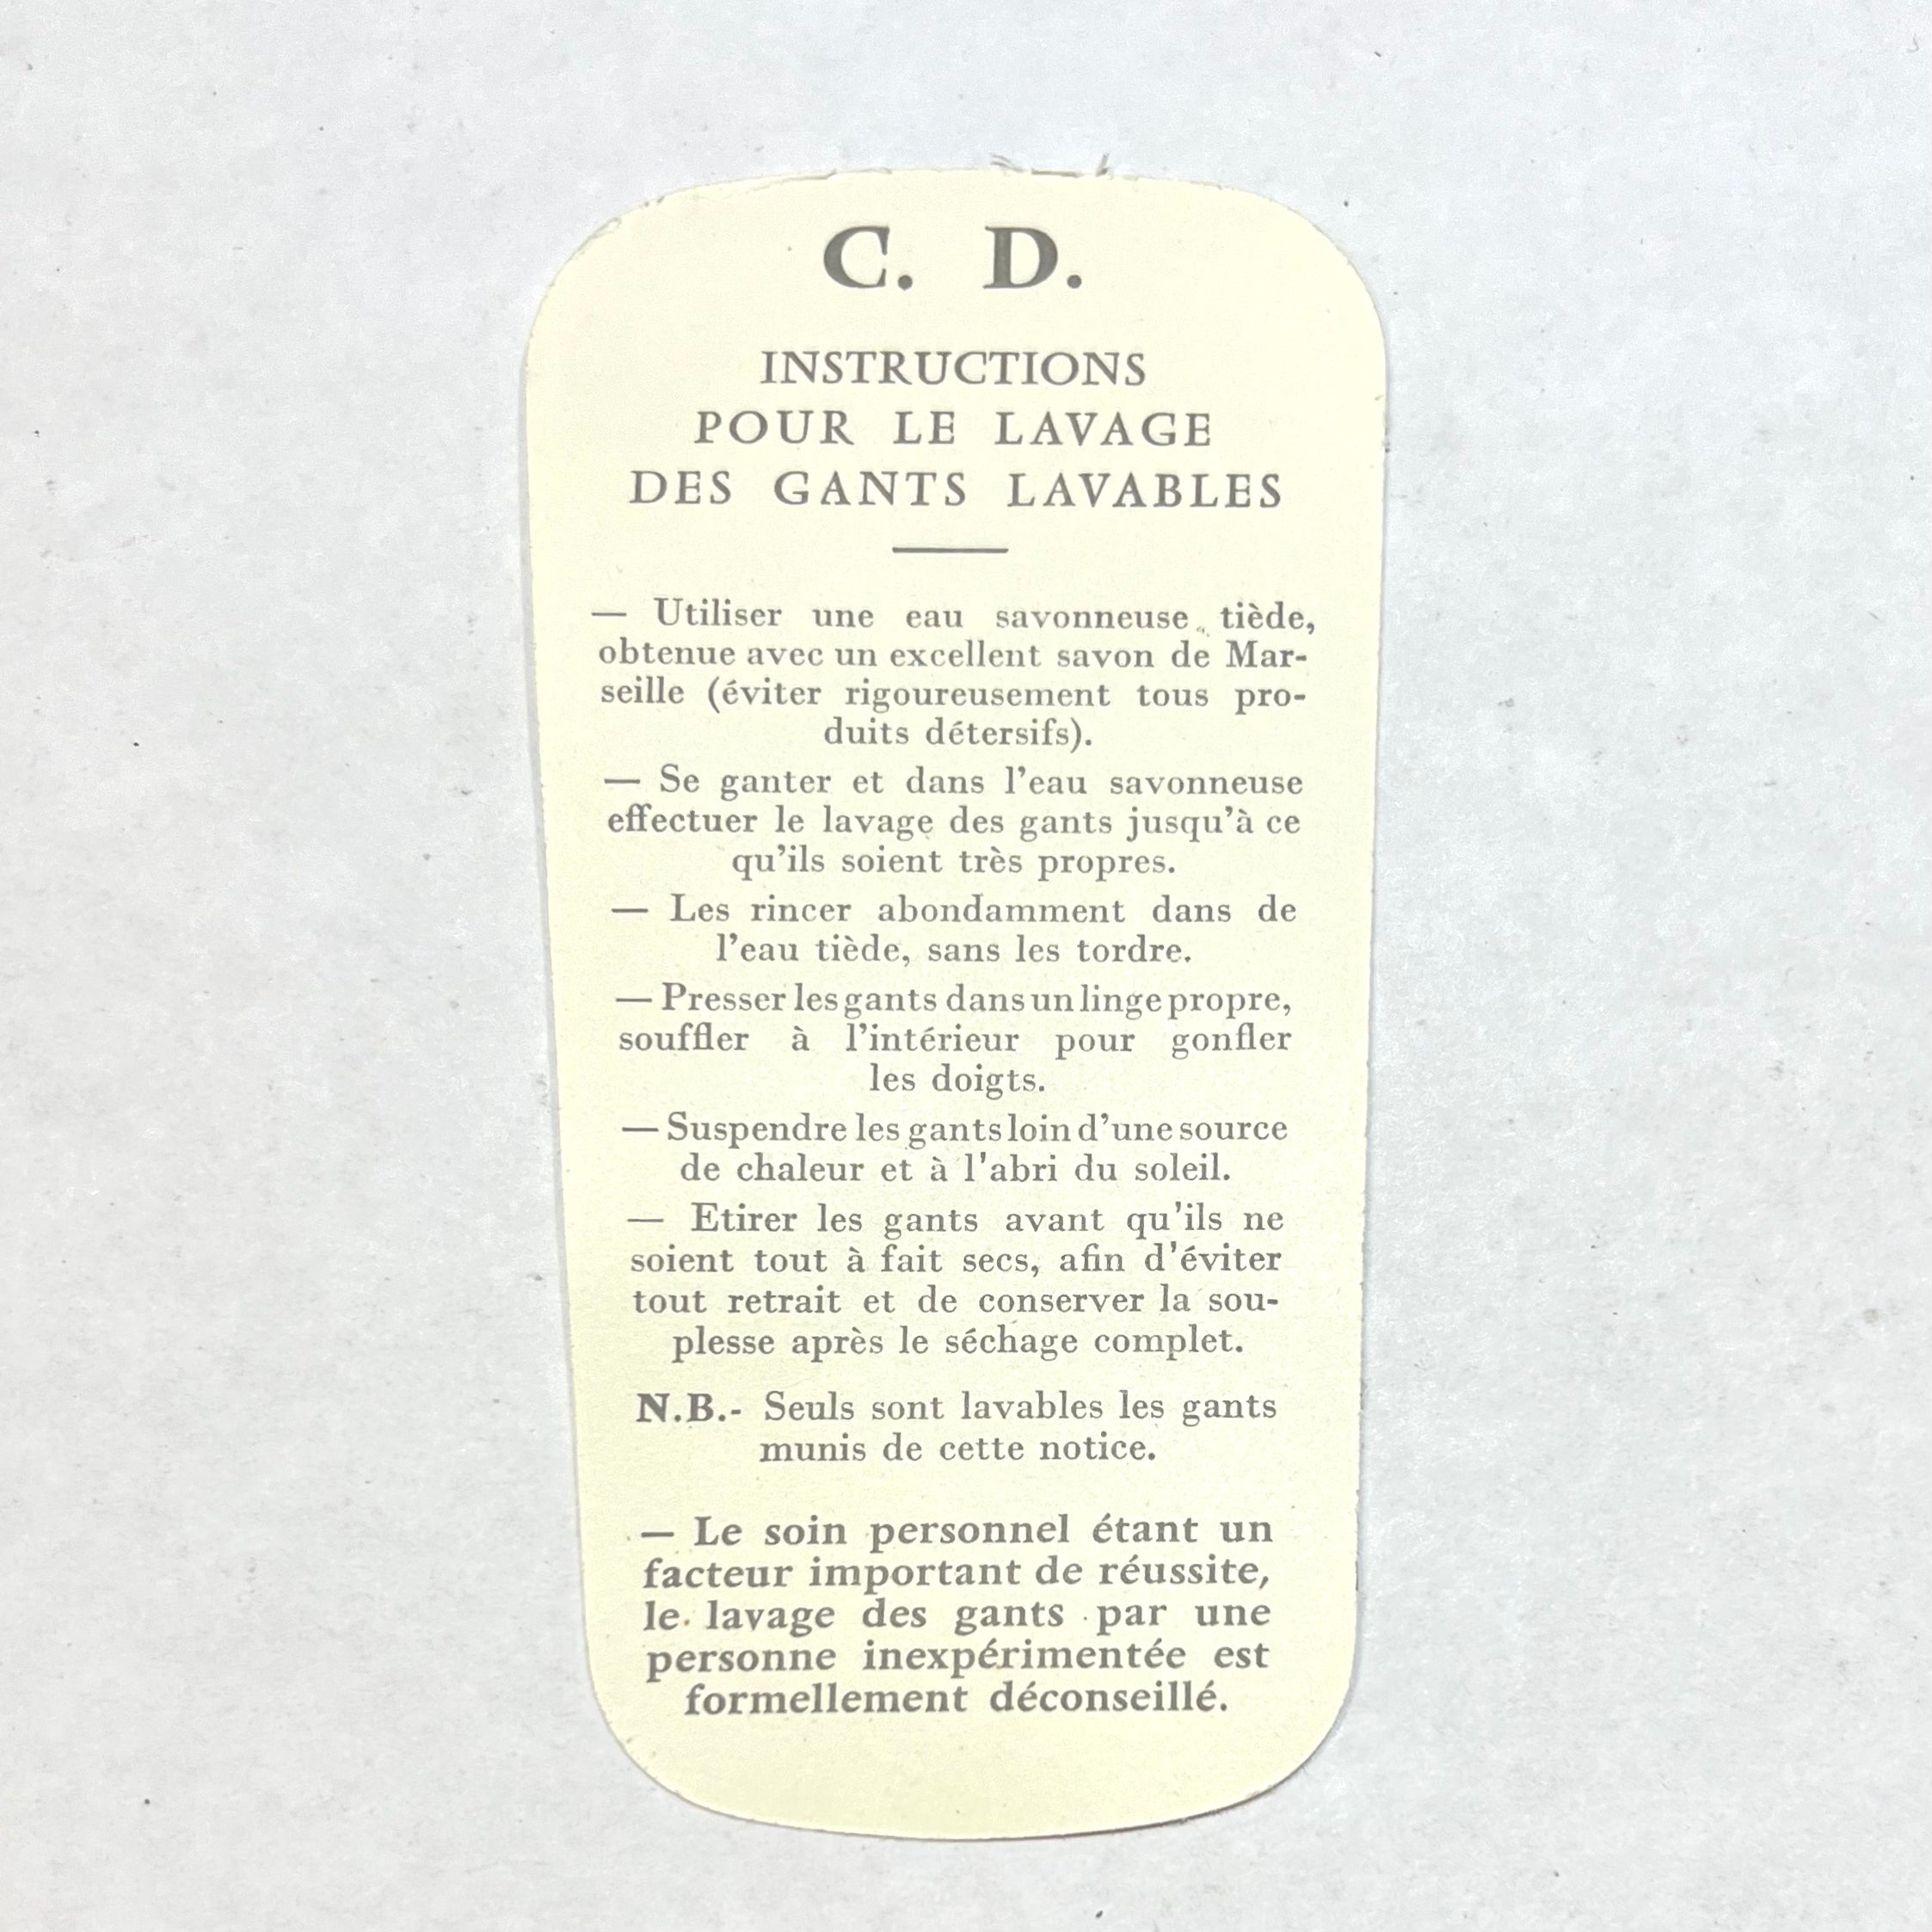 C. D.
INSTRUCTIONS
POUR LE LAVAGE
DES GANTS LAVABLES
— Utiliser une eau savonneuse tiède,
obtenue avec un excellent savon de Mar-
seille (éviter rigoureusement tous pro-
duits détersifs).
— Se ganter et dans l'eau savonneuse
effectuer le lavage des gants jusqu'à ce
qu'ils soient très propres.
— Les rincer abondamment dans de
l'eau tiède, sans les tordre.
— Presser les gants dans un linge propre,
souffler à l'intérieur pour gonfler
les doigts.
— Suspendre les gants loin d'une source
de chaleur et à l'abri du soleil.
— Etirer les gants avant qu'ils ne
soient tout à fait secs, afin d'éviter
tout retrait et de conserver la sou-
plesse après le séchage complet.
N.B.- Seuls sont lavables les gants
munis de cette notice.
— Le soin personnel étant un
facteur important de réussite,
le lavage des gants par une
personne inexpérimentée est
formellement déconseillé.